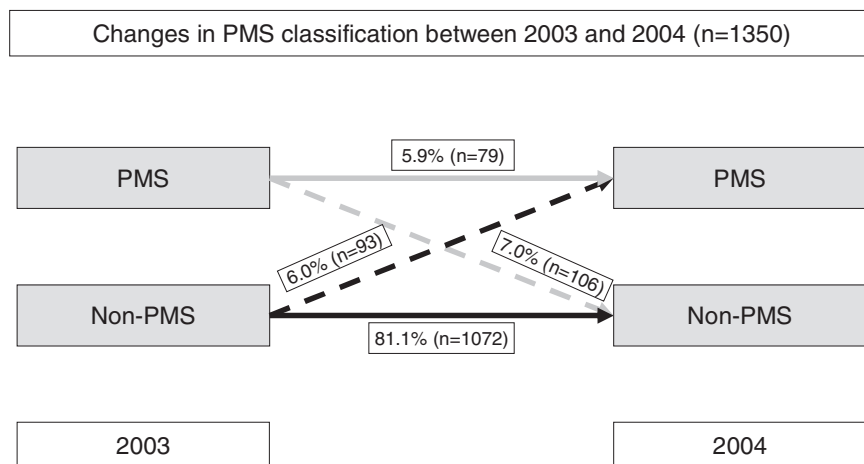 Changes in PMS classification between 2003 and 2004 (n=1350)
5.9% (n=79)
PMS
PMS
6.0% (n=93)
7.0% (n=106)
Non-PMS
Non-PMS
81.1% (n=1072)
2003
2004